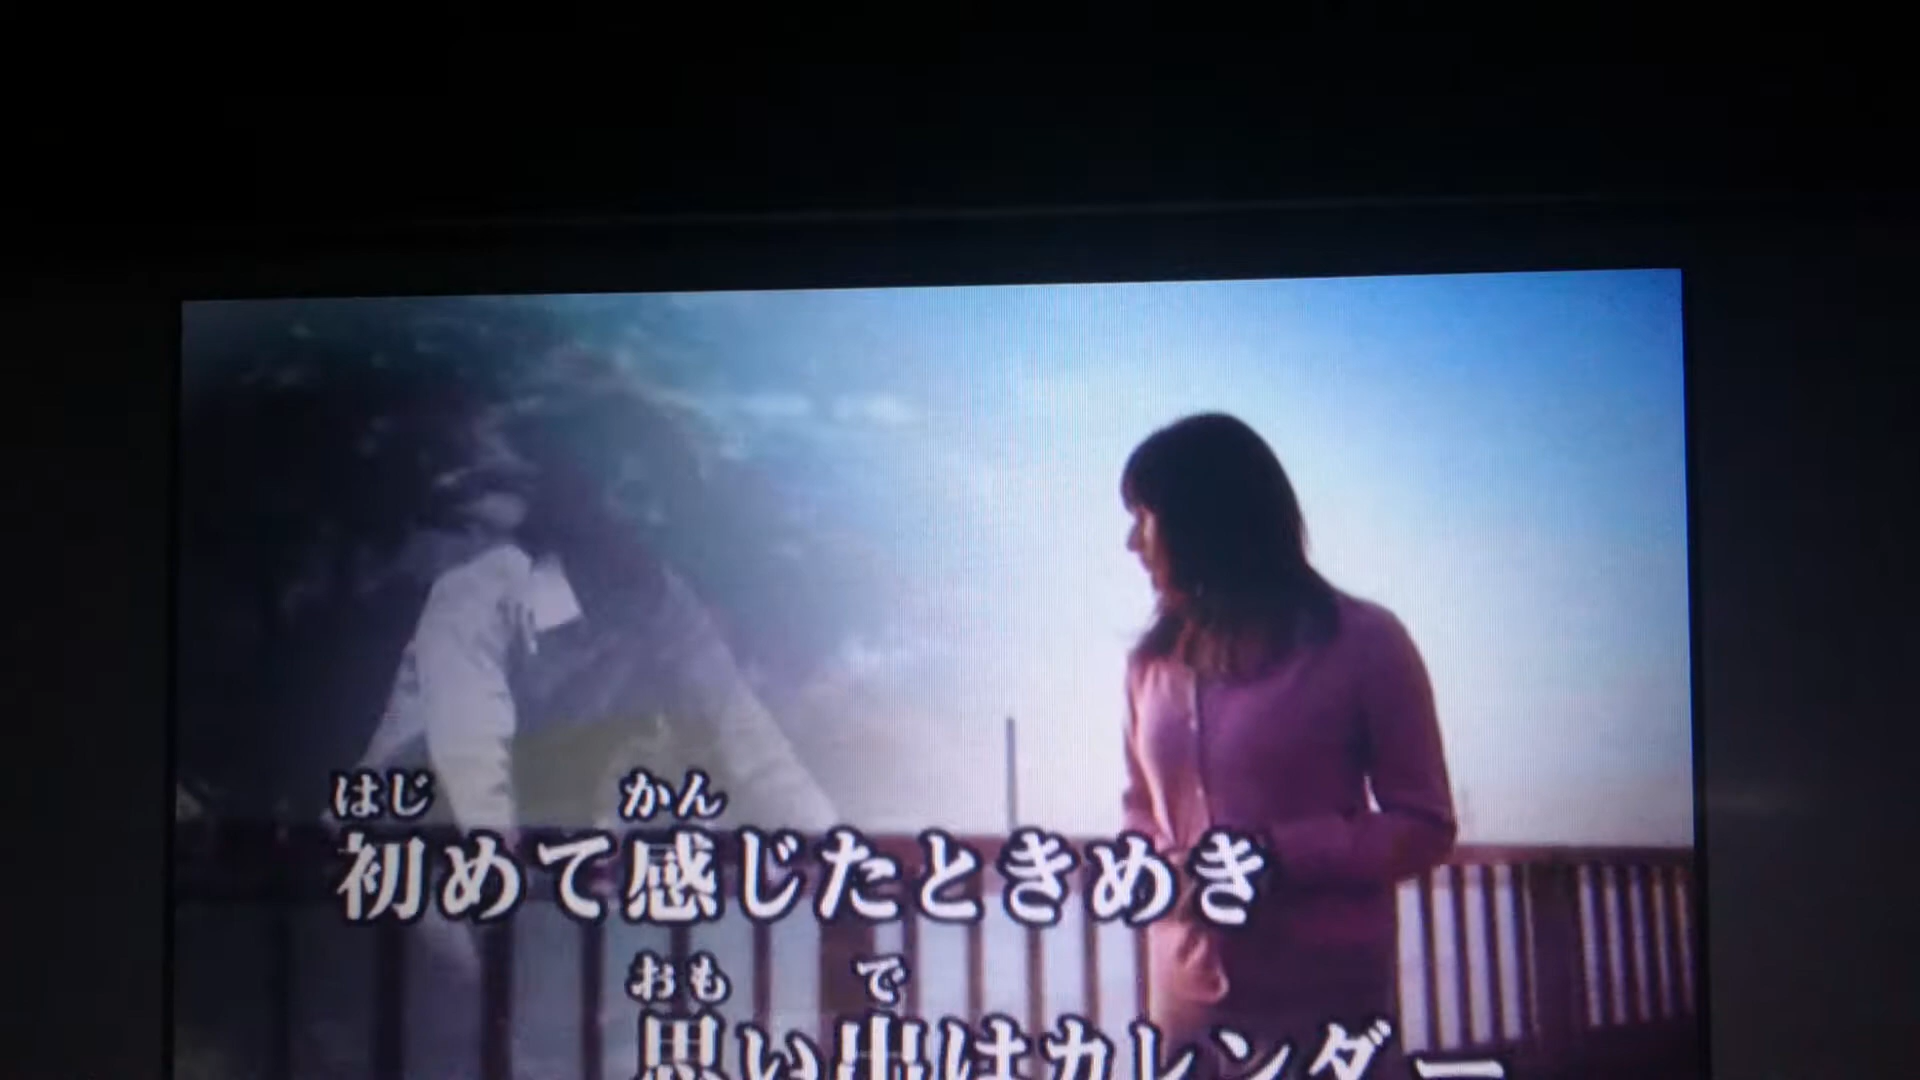 はじ かん
初めて感じたときめき
おも で
思い出はカレンダー